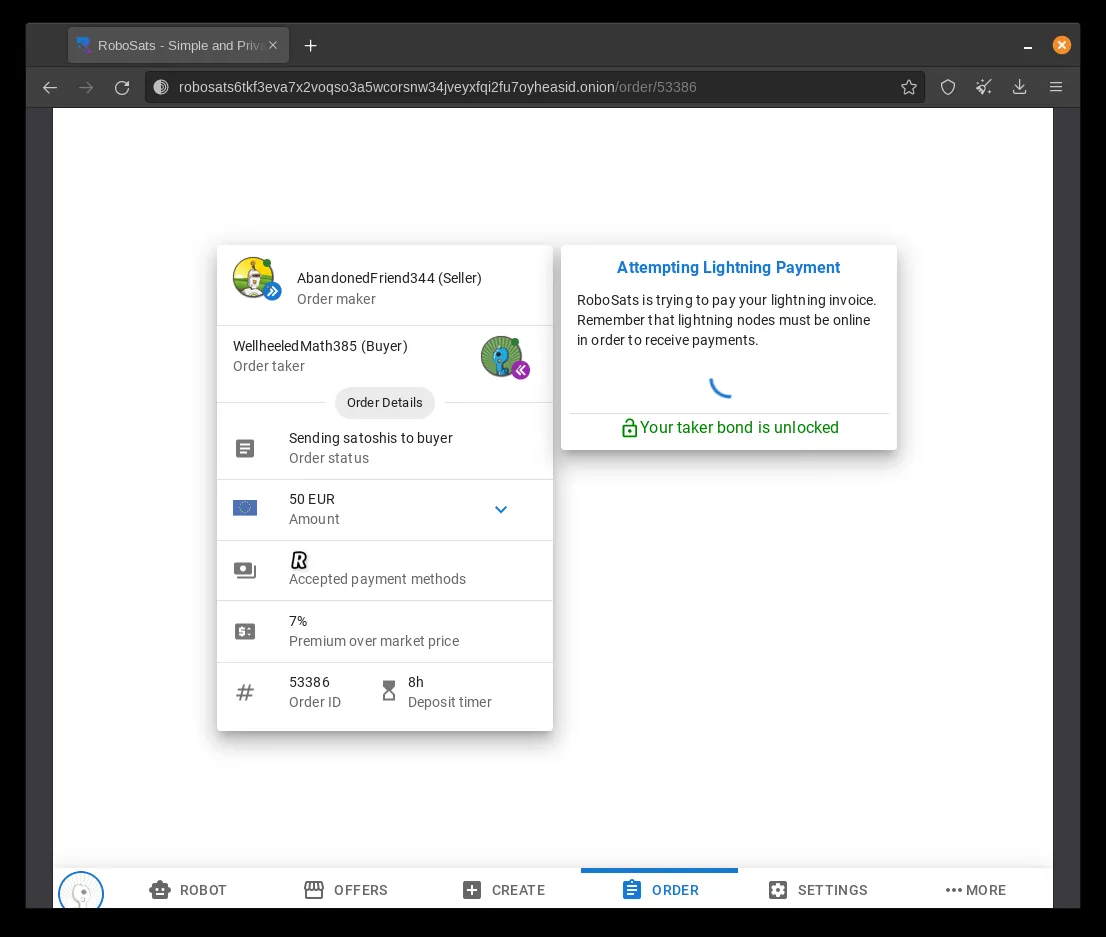 RoboSats - Simple and Priva
robosats6tkf3eva7x2voqso3a5wcorsnw34jveyxfqi2fu7oyheasid.onion/order/53386
AbandonedFriend344 (Seller)
Order maker
WellheeledMath385 (Buyer)
Order taker
Order Details
Sending satoshis to buyer
Order status
50 EUR
Amount
R
Accepted payment methods
7%
Premium over market price
53386
Order ID
8h
Deposit timer
Attempting Lightning Payment
RoboSats is trying to pay your lightning invoice.
Remember that lightning nodes must be online
in order to receive payments.
Your taker bond is unlocked
ROBOT
OFFERS
CREATE
ORDER
SETTINGS
MORE